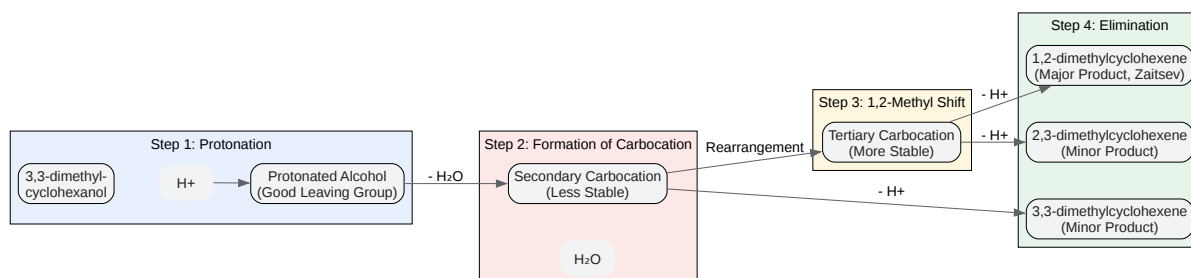 Step 1: Protonation
3,3-dimethyl-
cyclohexanol
H+
Protonated Alcohol
(Good Leaving Group)
- H₂O
Step 2: Formation of Carbocation
Secondary Carbocation
(Less Stable)
H₂O
Rearrangement
- H+
Step 3: 1,2-Methyl Shift
Tertiary Carbocation
(More Stable)
- H+
- H+
Step 4: Elimination
1,2-dimethylcyclohexene
(Major Product, Zaitsev)
2,3-dimethylcyclohexene
(Minor Product)
3,3-dimethylcyclohexene
(Minor Product)